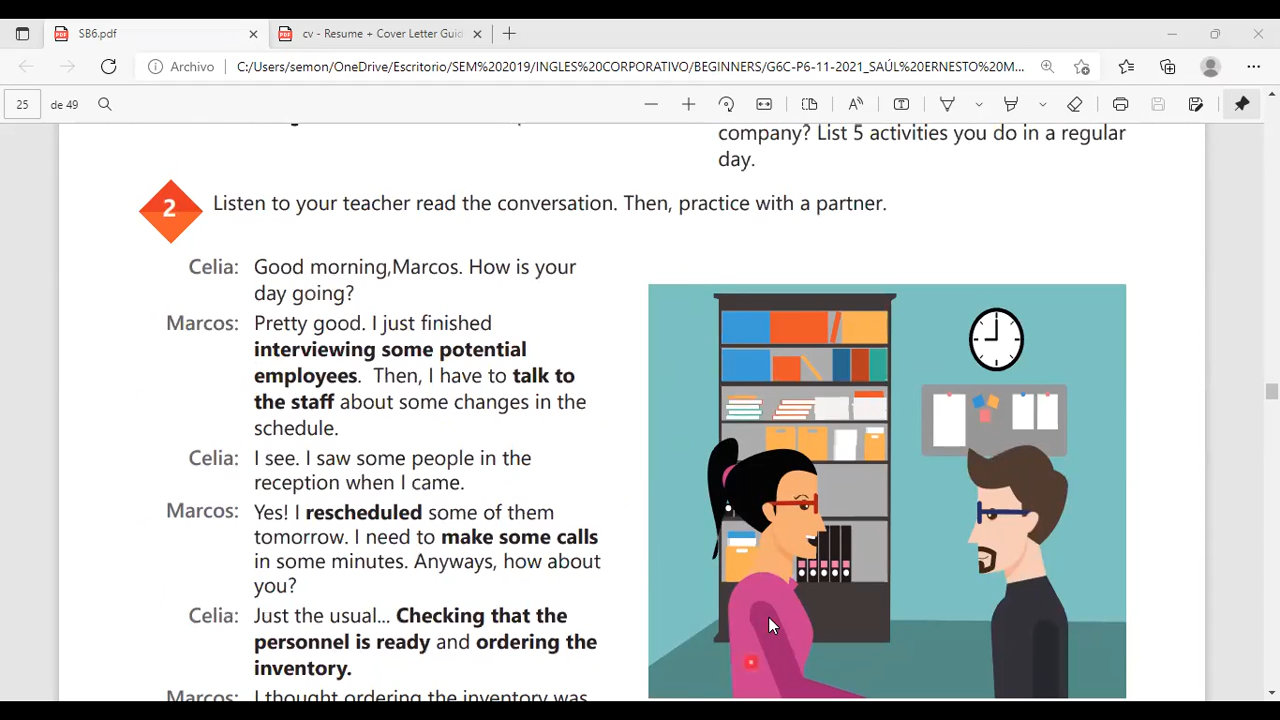 SB6.pdf
cv - Resume + Cover Letter Guid
Archivo
C:/Users/semon/OneDrive/Escritorio/SEM%202019/INGLES%20CORPORATIVO/BEGINNERS/G6C-P6-11-2021_SAÚL%20ERNESTO%20M...
25
de 49
company? List 5 activities you do in a regular
day.
2
Listen to your teacher read the conversation. Then, practice with a partner.
Celia: Good morning,Marcos. How is your
day going?
Marcos: Pretty good. I just finished
interviewing some potential
employees. Then, I have to talk to
the staff about some changes in the
schedule.
Celia: I see. I saw some people in the
reception when I came.
Marcos: Yes! I rescheduled some of them
tomorrow. I need to make some calls
in some minutes. Anyways, how about
you?
Celia: Just the usual... Checking that the
personnel is ready and ordering the
inventory.
Marcos: I thought ordering the inventory was